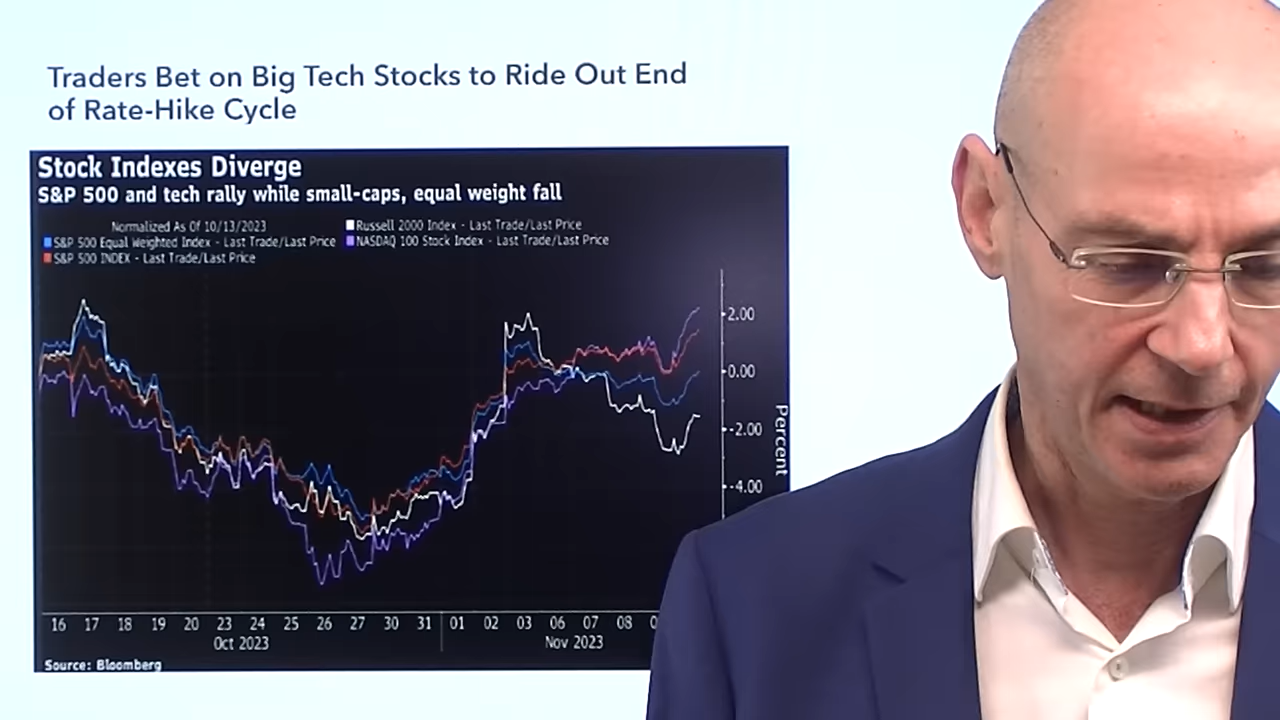 Traders Bet on Big Tech Stocks to Ride Out End
of Rate-Hike Cycle
Stock Indexes Diverge
S&P 500 and tech rally while small-caps, equal weight fall
Normalized As Of 10/13/2023
Russell 2000 Index - Last Trade/Last Price
S&P 500 Equal Weighted Index - Last Trade/Last Price
NASDAQ 100 Stock Index - Last Trade/Last Price
S&P 500 INDEX - Last Trade/Last Price
2.00
0.00
-2.00
-4.00
Percent
16 17 18 19 20 23 24 25 26 27 30 31 01 02 03 06 07 08
Oct 2023 Nov 2023
Source: Bloomberg